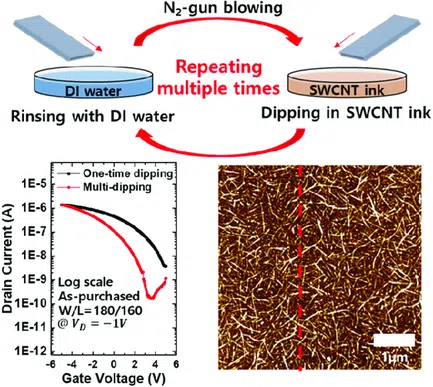 N₂-gun blowing
DI water
Rinsing with DI water
Repeating
multiple times
SWCNT ink
Dipping in SWCNT ink
Drain Current (A)
1E-5
1E-6
1E-7
1E-8
1E-9
1E-10
1E-11
1E-12
One-time dipping
Multi-dipping
Log scale
As-purchased
W/L= 180/160
@ V_D = −1V
-6 -4 -2 0 2 4 6
Gate Voltage (V)
1μm